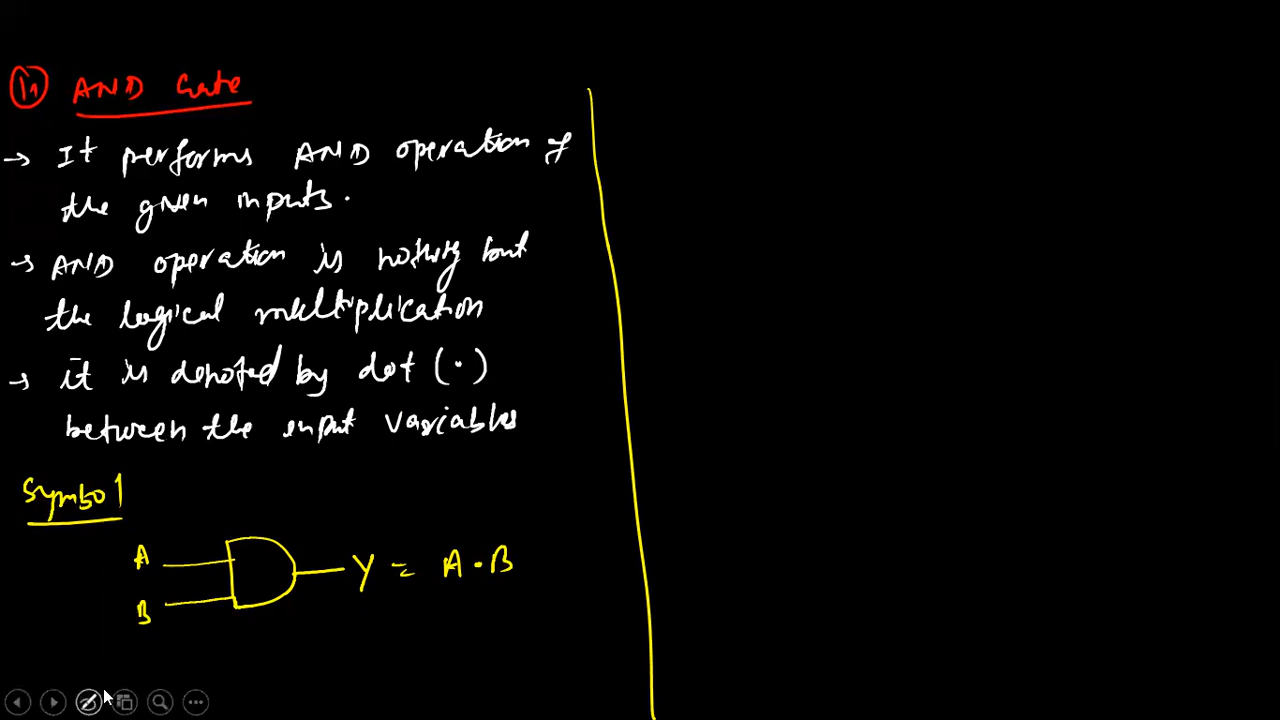 ① AND Gate
→ It performs AND operation of
the given inputs.
→ AND operation is nothing but
the logical multiplication
→ it is denoted by dot (·)
between the input variables
Symbol
A
Y = A·B
B